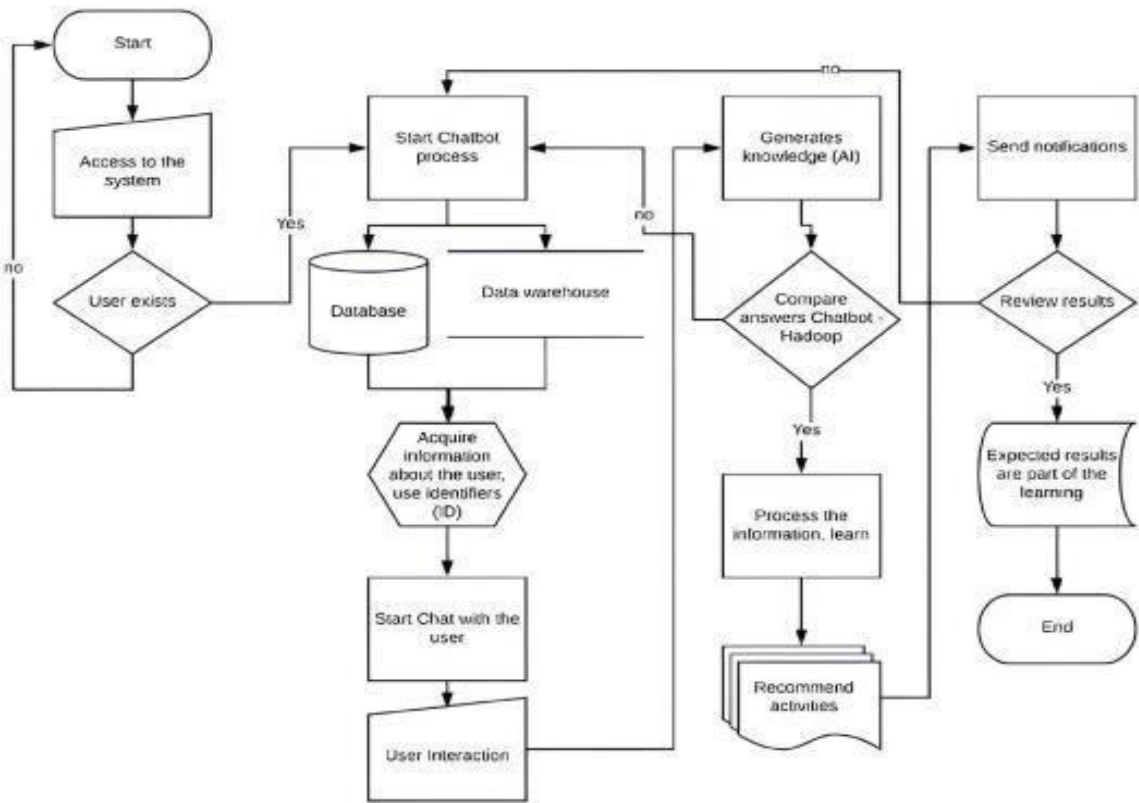 Start
Access to the
system
User exists
no
Yes
Start Chatbot
process
Database
Data warehouse
Acquire
information
about the user,
use identifiers
(ID)
Start Chat with the
user
User Interaction
Generates
knowledge (AI)
no
Compare
answers Chatbot -
Hadoop
Yes
Process the
information, learn
Recommend
activities
no
Send notifications
Review results
Yes
Expected results
are part of the
learning
End